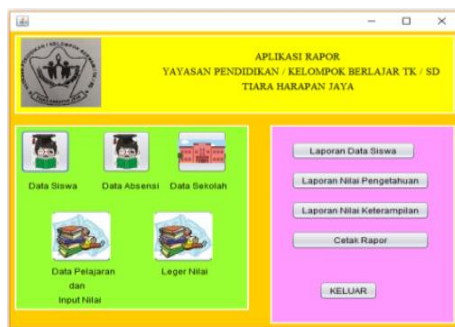 APLIKASI RAPOR
YAYASAN PENDIDIKAN / KELOMPOK BERLAJAR TK / SD
TIARA HARAPAN JAYA
Data Siswa
Data Absensi
Data Sekolah
Data Pelajaran
dan
Input Nilai
Leger Nilai
Laporan Data Siswa
Laporan Nilai Pengetahuan
Laporan Nilai Keterampilan
Cetak Rapor
KELUAR